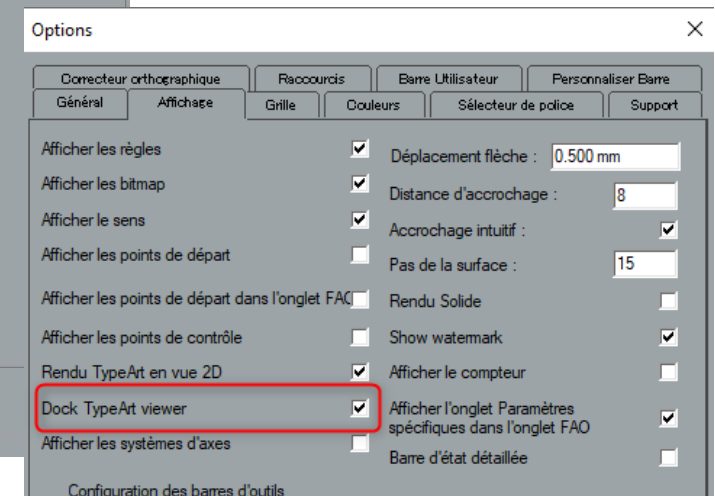 Options
Correcteur orthographique Raccourcis Barre Utilisateur Personnaliser Barre
Général Affichage Grille Couleurs Sélecteur de police Support
Afficher les règles
Afficher les bitmap
Afficher le sens
Afficher les points de départ
Afficher les points de départ dans l'onglet FAO
Afficher les points de contrôle
Rendu TypeArt en vue 2D
Dock TypeArt viewer
Afficher les systèmes d'axes
Configuration des barres d'outils
Déplacement flèche : 0.500 mm
Distance d'accrochage : 8
Accrochage intuitif :
Pas de la surface : 15
Rendu Solide
Show watermark
Afficher le compteur
Afficher l'onglet Paramètres
spécifiques dans l'onglet FAO
Barre d'état détaillée